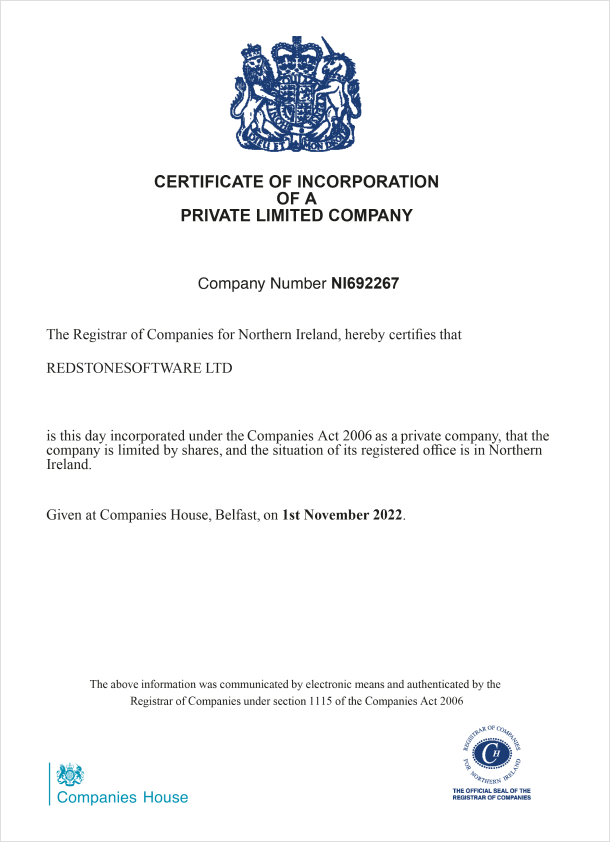 CERTIFICATE OF INCORPORATION
OF A
PRIVATE LIMITED COMPANY
Company Number NI692267
The Registrar of Companies for Northern Ireland, hereby certifies that
REDSTONESOFTWARE LTD
is this day incorporated under the Companies Act 2006 as a private company, that the
company is limited by shares, and the situation of its registered office is in Northern
Ireland.
Given at Companies House, Belfast, on 1st November 2022.
The above information was communicated by electronic means and authenticated by the
Registrar of Companies under section 1115 of the Companies Act 2006
Companies House
REGISTRAR OF COMPANIES
FOR NORTHERN IRELAND
CH
THE OFFICIAL SEAL OF THE
REGISTRAR OF COMPANIES